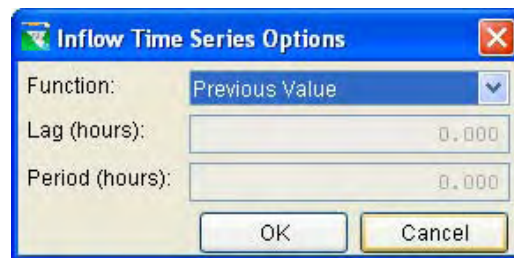 Inflow Time Series Options
Function: Previous Value
Lag (hours): 0.000
Period (hours): 0.000
OK Cancel